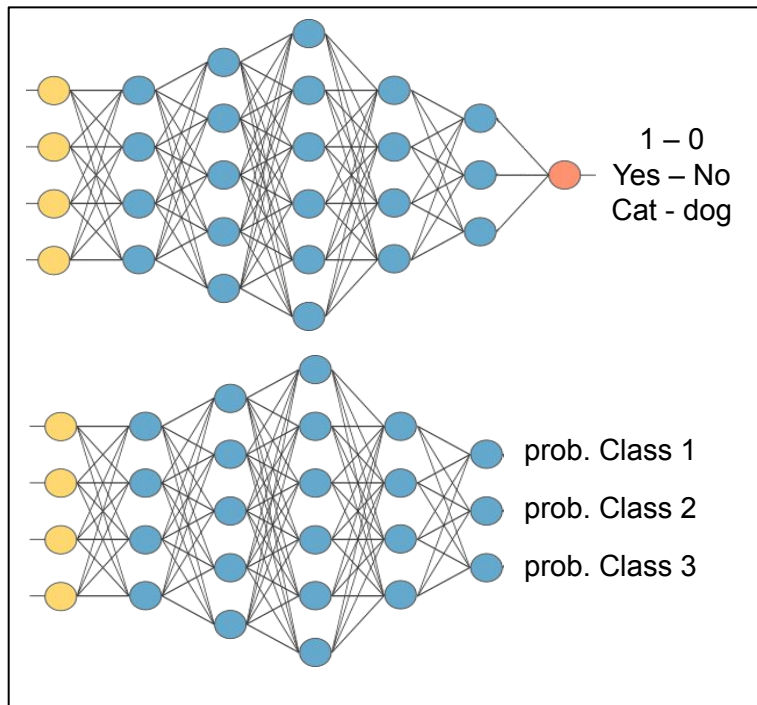 1 – 0
Yes – No
Cat - dog
prob. Class 1
prob. Class 2
prob. Class 3